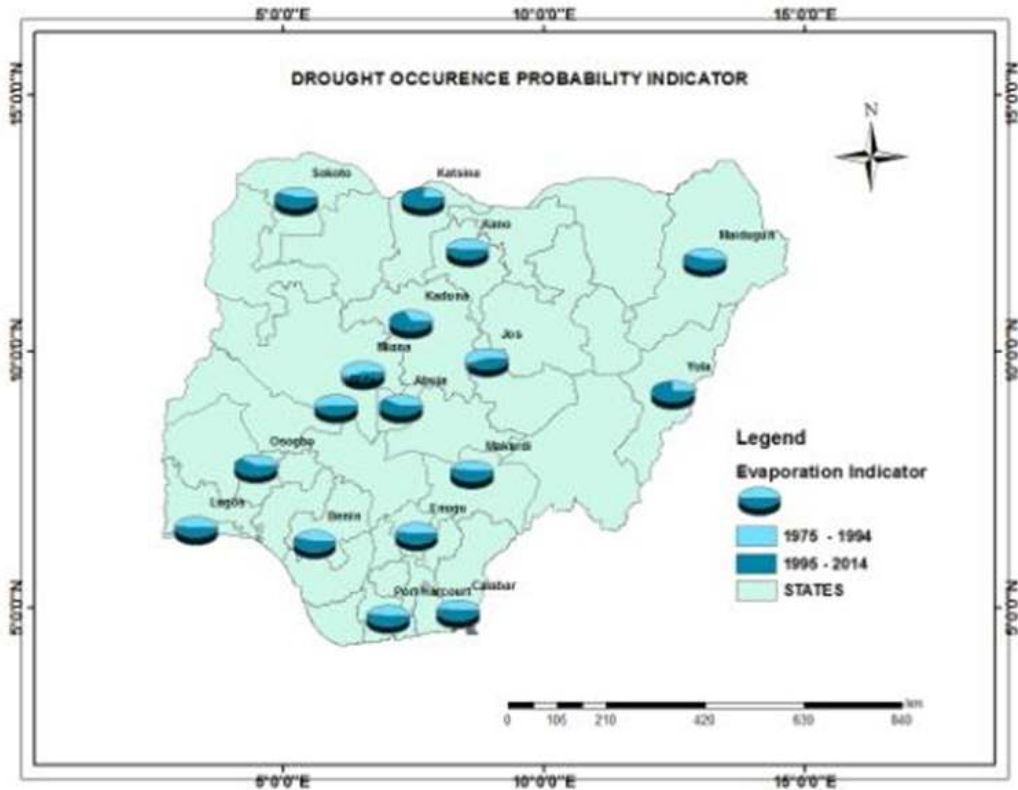 5°0'0"E 10°0'0"E 15°0'0"E
DROUGHT OCCURENCE PROBABILITY INDICATOR
15°0'0"N
15°0'0"N
N
Sokoto
Katsina
Kano
Maiduguri
Kaduna
Jos
Minna
10°0'0"N
10°0'0"N
Yola
Abuja
Osogbo
Makurdi
Lagos
Benin
Enugu
PortHarcourt
Calabar
Legend
Evaporation Indicator
1975 - 1994
1995 - 2014
STATES
5°0'0"N
5°0'0"N
km
0 105 210 420 630 840
5°0'0"E 10°0'0"E 15°0'0"E